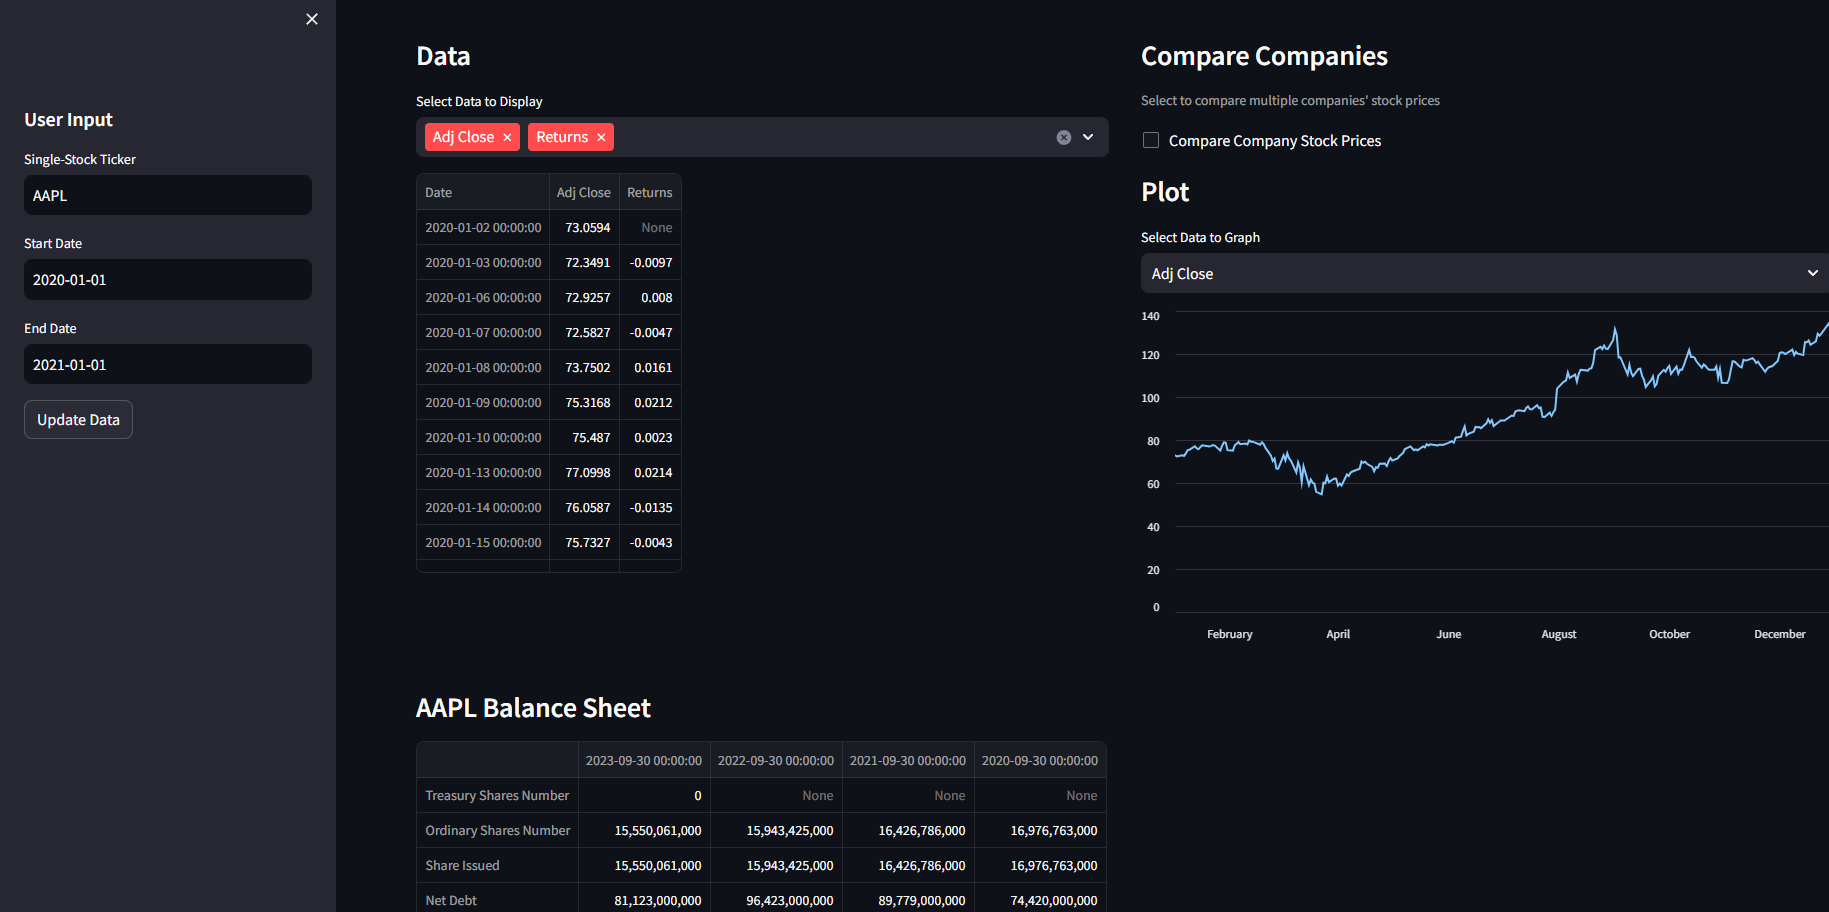 User Input
Single-Stock Ticker
AAPL
Start Date
2020-01-01
End Date
2021-01-01
Update Data
Data
Select Data to Display
Adj Close Returns
Date Adj Close Returns
2020-01-02 00:00:00 73.0594 None
2020-01-03 00:00:00 72.3491 -0.0097
2020-01-06 00:00:00 72.9257 0.008
2020-01-07 00:00:00 72.5827 -0.0047
2020-01-08 00:00:00 73.7502 0.0161
2020-01-09 00:00:00 75.3168 0.0212
2020-01-10 00:00:00 75.487 0.0023
2020-01-13 00:00:00 77.0998 0.0214
2020-01-14 00:00:00 76.0587 -0.0135
2020-01-15 00:00:00 75.7327 -0.0043
Compare Companies
Select to compare multiple companies' stock prices
Compare Company Stock Prices
Plot
Select Data to Graph
Adj Close
140
120
100
80
60
40
20
0
February April June August October December
AAPL Balance Sheet
2023-09-30 00:00:00 2022-09-30 00:00:00 2021-09-30 00:00:00 2020-09-30 00:00:00
Treasury Shares Number 0 None None None
Ordinary Shares Number 15,550,061,000 15,943,425,000 16,426,786,000 16,976,763,000
Share Issued 15,550,061,000 15,943,425,000 16,426,786,000 16,976,763,000
Net Debt 81,123,000,000 96,423,000,000 89,779,000,000 74,420,000,000